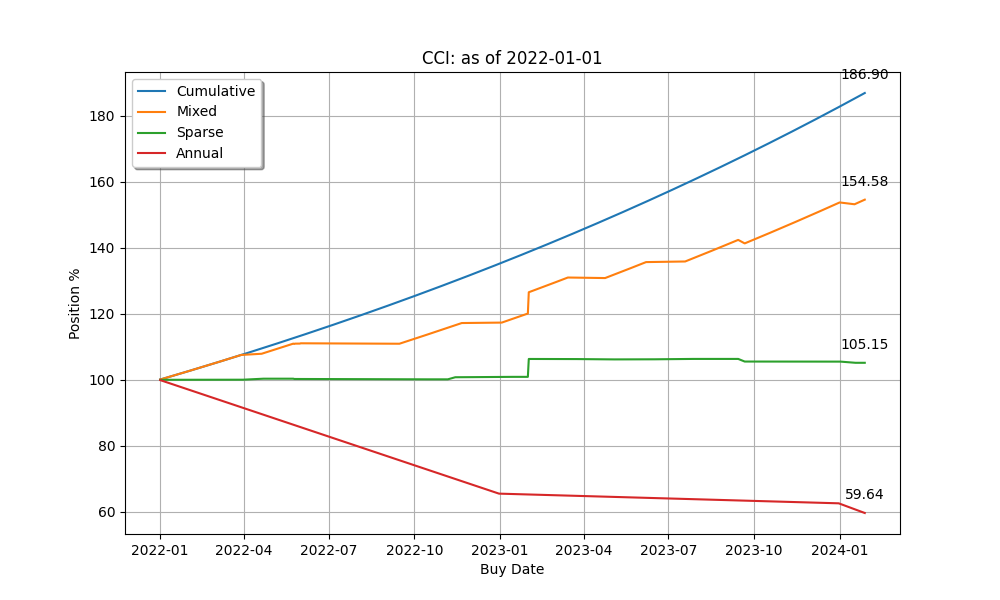 CCI: as of 2022-01-01
Cumulative
Mixed
Sparse
Annual
186.90
154.58
105.15
59.64
180
160
140
120
100
80
60
Position %
2022-01
2022-04
2022-07
2022-10
2023-01
2023-04
2023-07
2023-10
2024-01
Buy Date